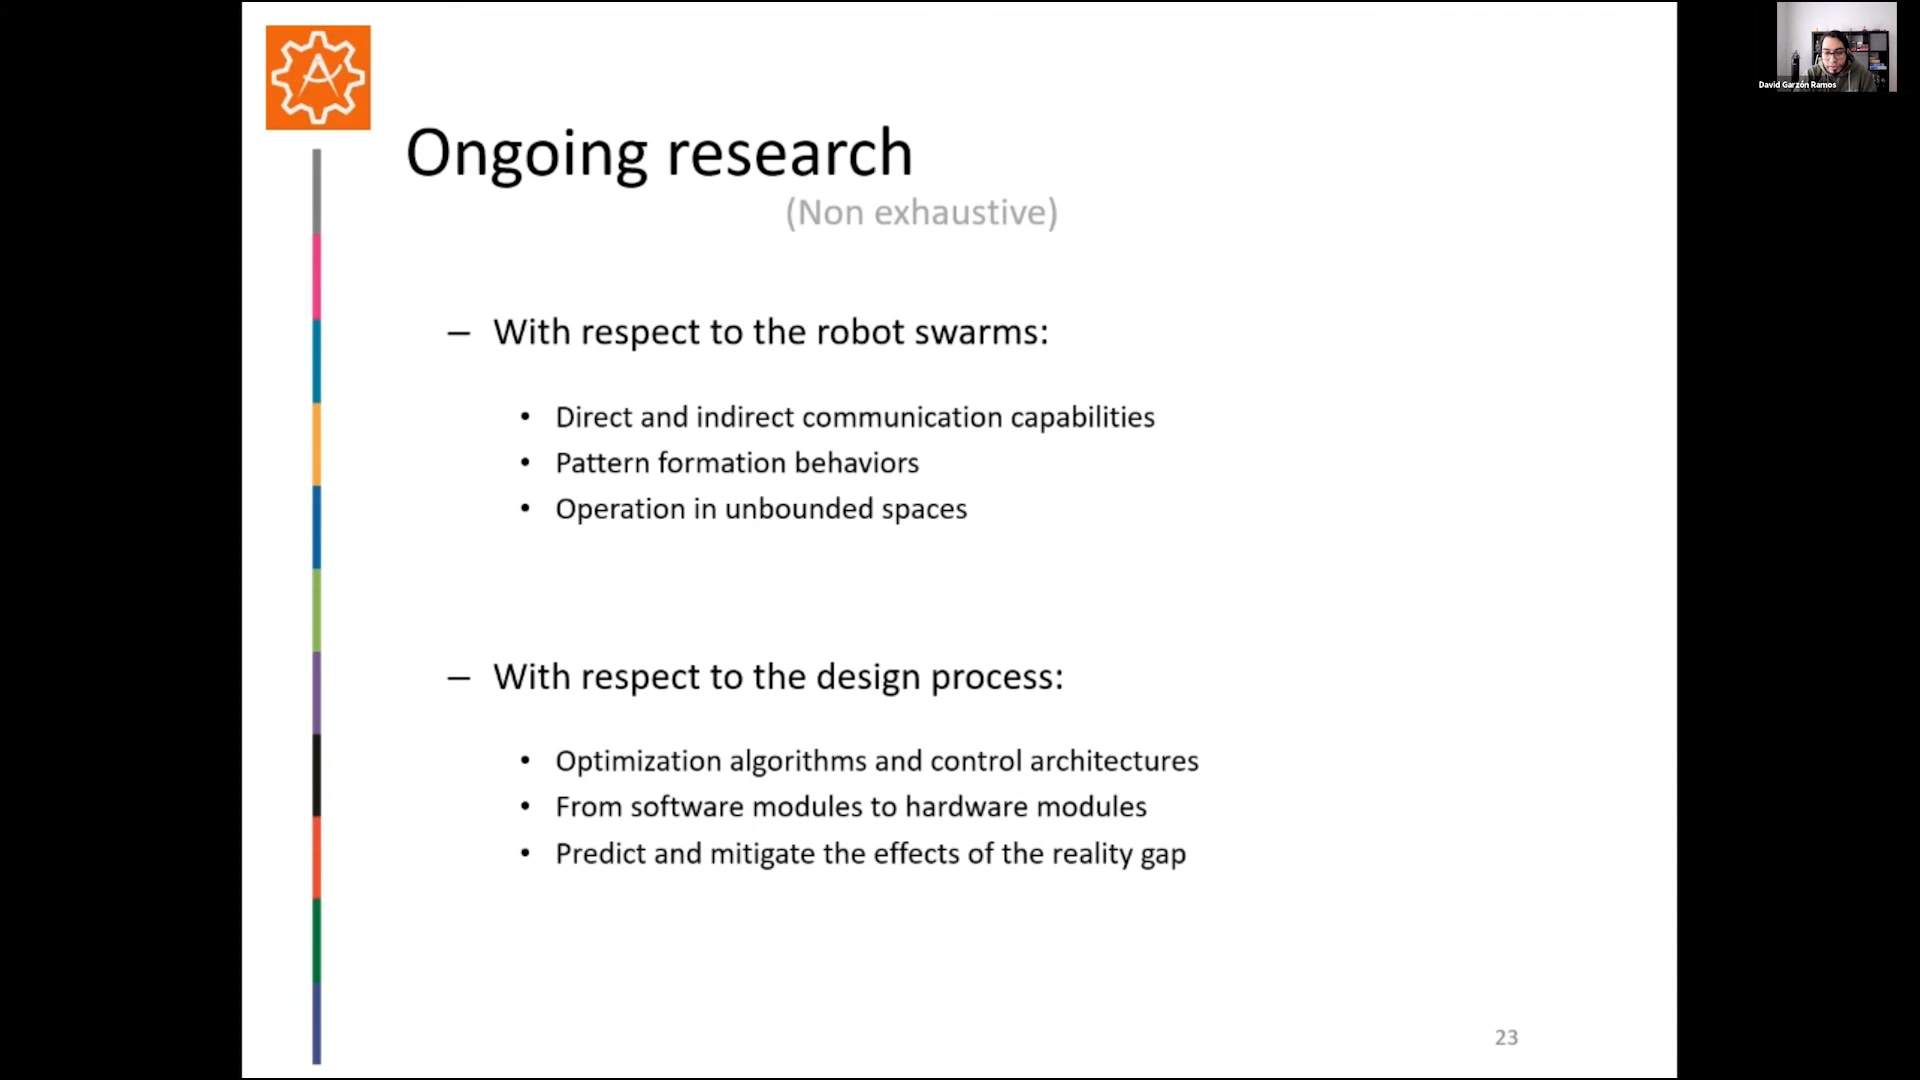 David Garzón Ramos
Ongoing research
(Non exhaustive)
– With respect to the robot swarms:
• Direct and indirect communication capabilities
• Pattern formation behaviors
• Operation in unbounded spaces
– With respect to the design process:
• Optimization algorithms and control architectures
• From software modules to hardware modules
• Predict and mitigate the effects of the reality gap
23